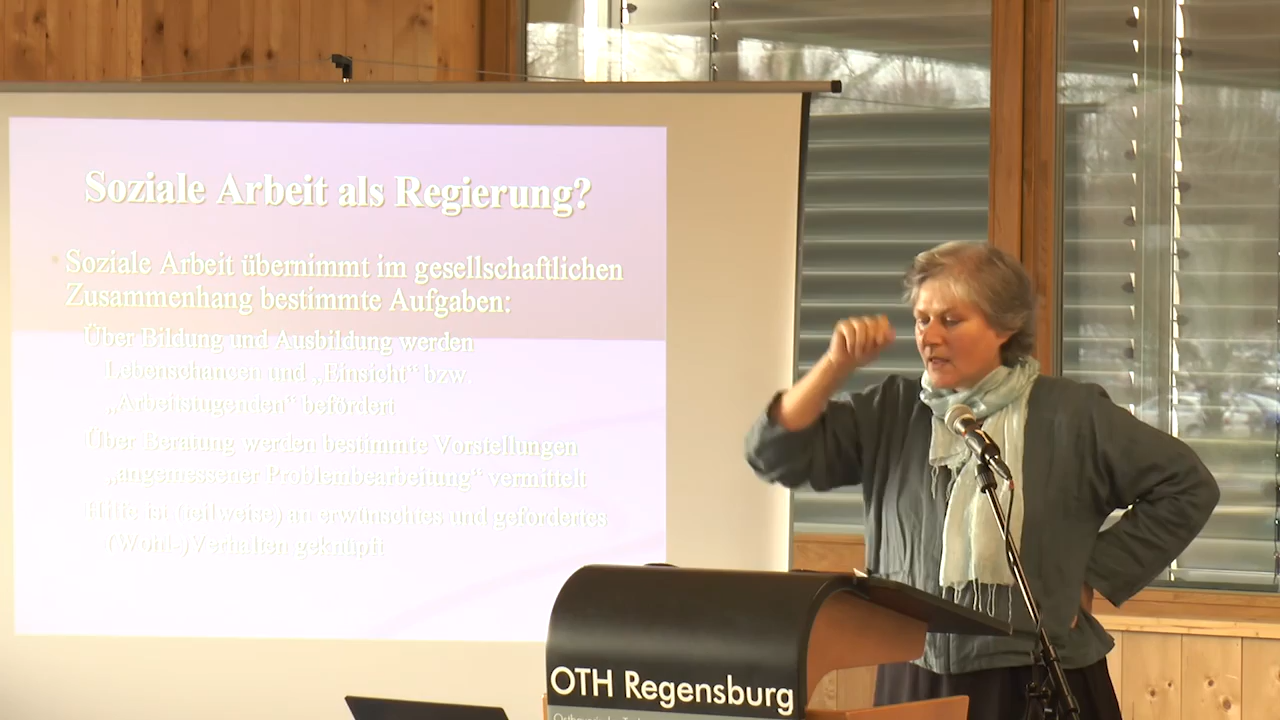 Soziale Arbeit als Regierung?
Soziale Arbeit übernimmt im gesellschaftlichen
Zusammenhang bestimmte Aufgaben:
Über Bildung und Ausbildung werden
Lebenschancen und „Einsicht“ bzw.
„Arbeitstugenden“ befördert
Über Beratung werden bestimmte Vorstellungen
„angemessener Problembearbeitung“ vermittelt
Hilfe ist (teilweise) an erwünschtes und gefordertes
(Wohl-)Verhalten geknüpft
OTH Regensburg